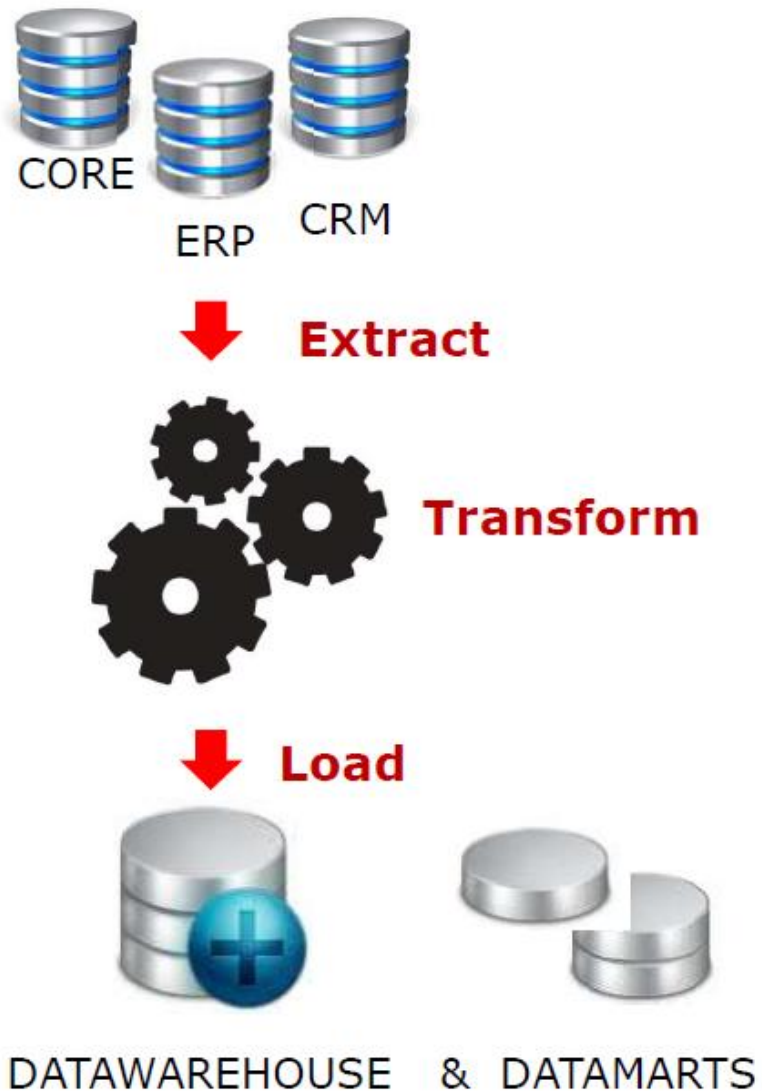 CORE
ERP
CRM
Extract
Transform
Load
DATAWAREHOUSE & DATAMARTS